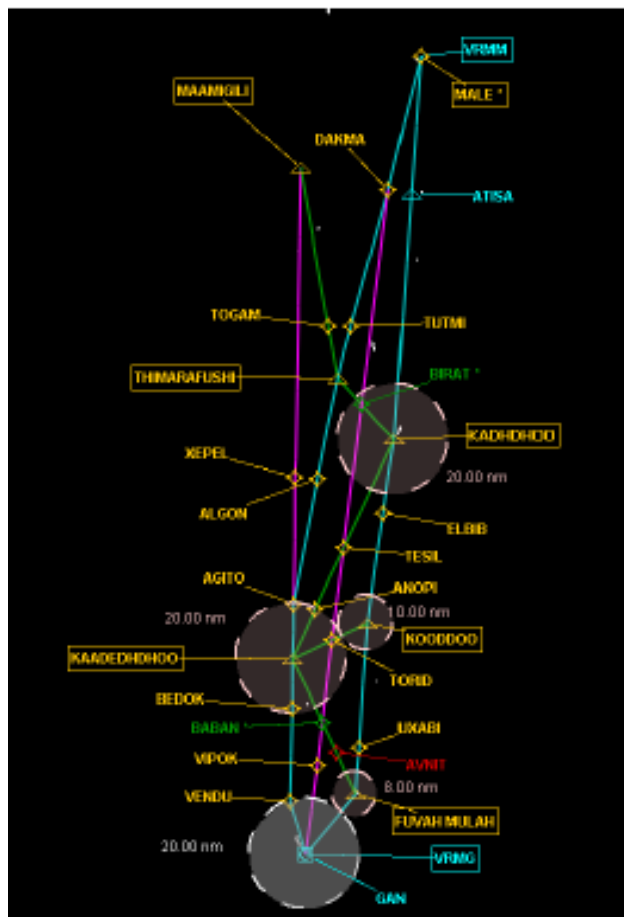 VRMM
MAAMIGILI
MALE *
DAKMA
ATISA
TOGAM
TUTMI
THIMARAFUSHI
BIRAT *
KADHDHOO
XEPEL
20.00 nm
ALGON
ELBIB
TESIL
AGITO
ANOPI
20.00 nm
10.00 nm
KOODDOO
KAADEDHDHOO
TORID
BEDOK
BABAN *
UXABI
VIPOK
AVNIT
8.00 nm
VENDU
FUVAH MULAH
20.00 nm
VRMG
GAN